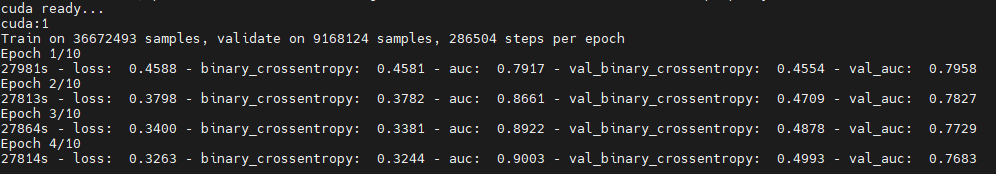 cuda ready...
cuda:1
Train on 36672493 samples, validate on 9168124 samples, 286504 steps per epoch
Epoch 1/10
27981s - loss:  0.4588 - binary_crossentropy:  0.4581 - auc:  0.7917 - val_binary_crossentropy:  0.4554 - val_auc:  0.7958
Epoch 2/10
27813s - loss:  0.3798 - binary_crossentropy:  0.3782 - auc:  0.8661 - val_binary_crossentropy:  0.4709 - val_auc:  0.7827
Epoch 3/10
27864s - loss:  0.3400 - binary_crossentropy:  0.3381 - auc:  0.8922 - val_binary_crossentropy:  0.4878 - val_auc:  0.7729
Epoch 4/10
27814s - loss:  0.3263 - binary_crossentropy:  0.3244 - auc:  0.9003 - val_binary_crossentropy:  0.4993 - val_auc:  0.7683